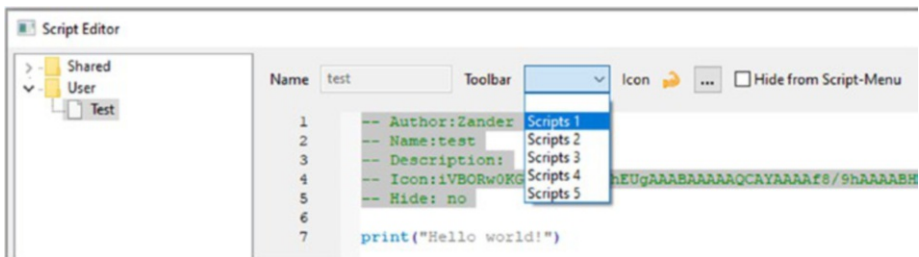 Script Editor
Shared
User
Test
Name test Toolbar Icon ... Hide from Script-Menu
Scripts 1
Scripts 2
Scripts 3
Scripts 4
Scripts 5
1 -- Author:Zander
2 -- Name:test
3 -- Description:
4 -- Icon:iVBORw0KG hEUgAAABAAAAAQCAYAAAAf8/9hAAAABH
5 -- Hide: no
6
7 print("Hello world!")